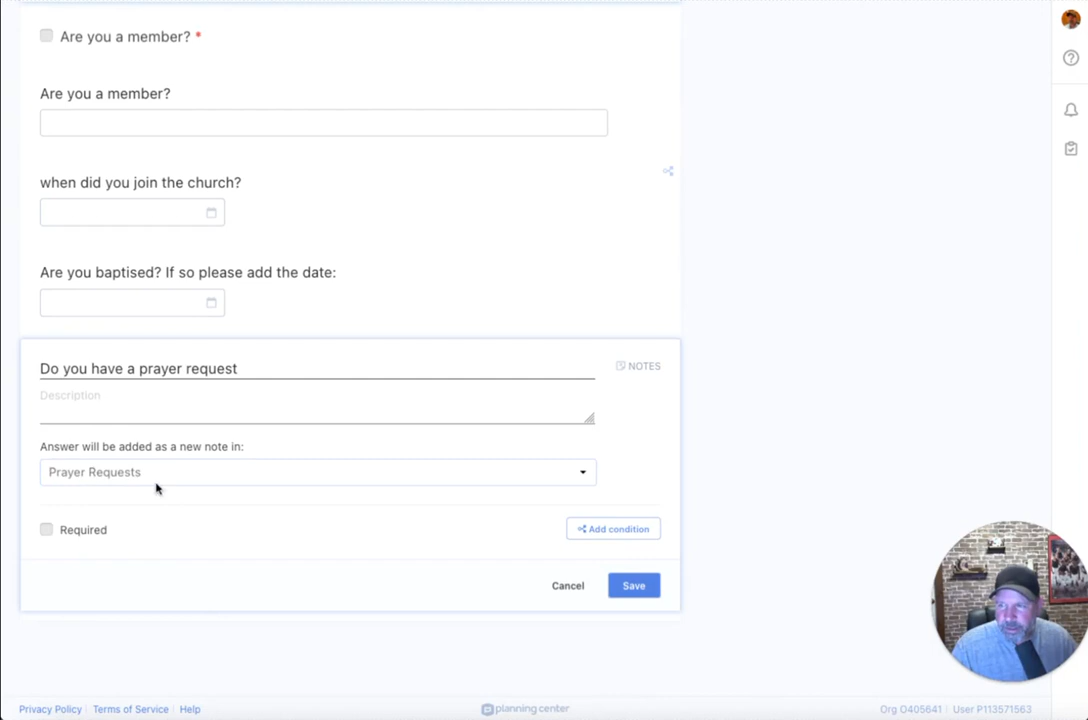 Are you a member? *
Are you a member?
when did you join the church?
Are you baptised? If so please add the date:
Do you have a prayer request
NOTES
Description
Answer will be added as a new note in:
Prayer Requests
Required
Add condition
Cancel
Save
Privacy Policy
Terms of Service
Help
planning center
Org O405641
User P113571563